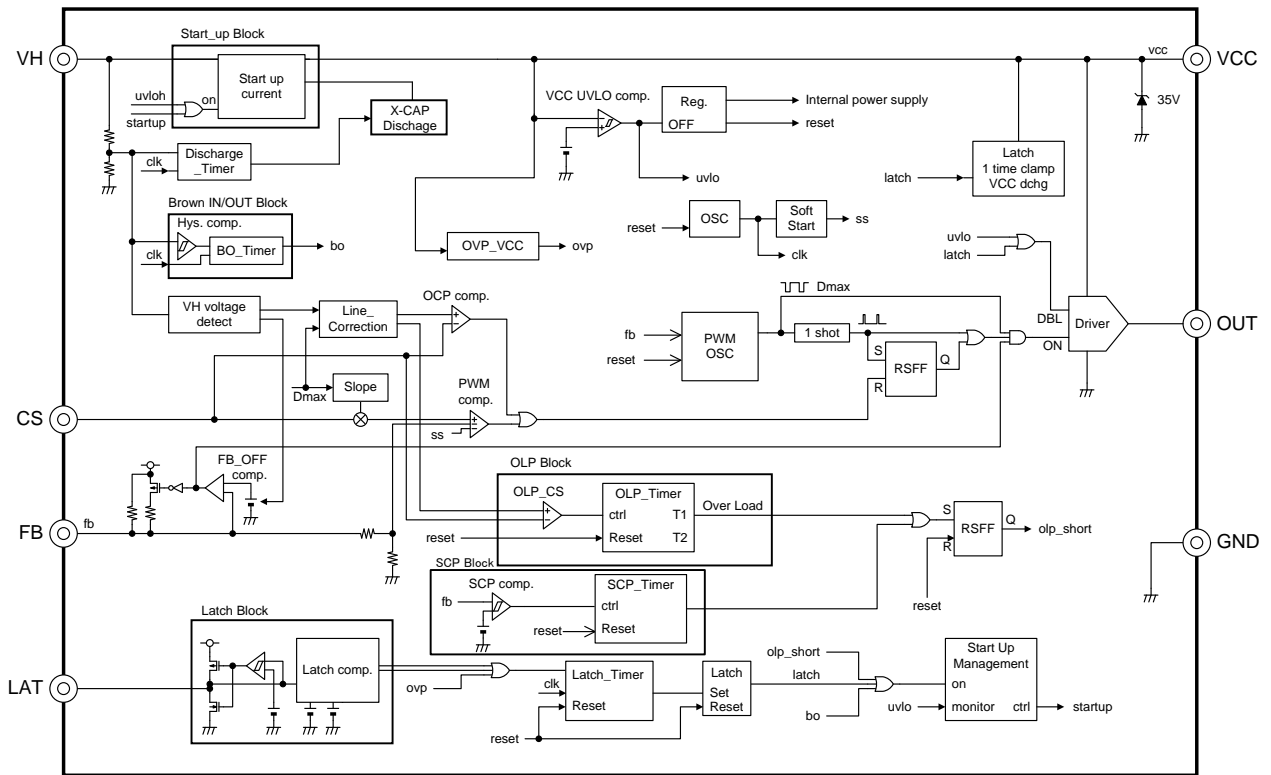 Start_up Block
VH
VCC
vcc
Start up
current
uvloh
on
startup
X-CAP
Dischage
VCC UVLO comp.
Reg.
OFF
Internal power supply
reset
35V
Discharge
_Timer
clk
Latch
1 time clamp
VCC dchg
latch
uvlo
Brown IN/OUT Block
Hys. comp.
BO_Timer
clk
bo
OSC
reset
Soft
Start
ss
clk
OVP_VCC
ovp
uvlo
latch
VH voltage
detect
Line_
Correction
OCP comp.
Dmax
fb
reset
PWM
OSC
1 shot
S
R
RSFF
Q
DBL
ON
Driver
OUT
Dmax
Slope
PWM
comp.
CS
ss
FB_OFF
comp.
OLP Block
OLP_CS
OLP_Timer
ctrl
T1
Reset
T2
Over Load
reset
FB
fb
S
R
RSFF
Q
olp_short
reset
GND
SCP Block
SCP comp.
SCP_Timer
fb
ctrl
reset
Reset
Latch Block
LAT
Latch comp.
ovp
Latch_Timer
clk
Reset
reset
Latch
Set
Reset
olp_short
latch
bo
uvlo
Start Up
Management
on
monitor
ctrl
startup